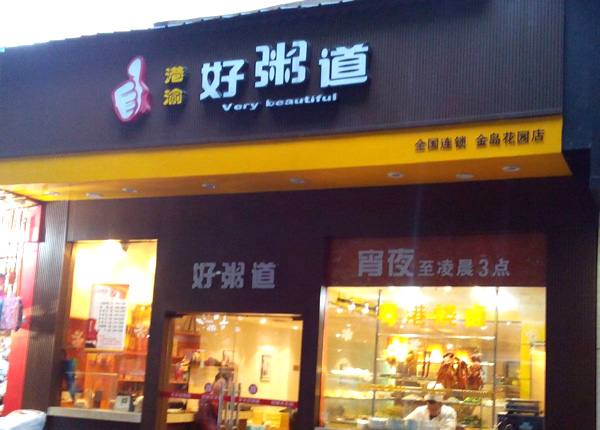 港渝
好粥道
Very beautiful
全国连锁 金岛花园店
好粥道
宵夜至凌晨3点